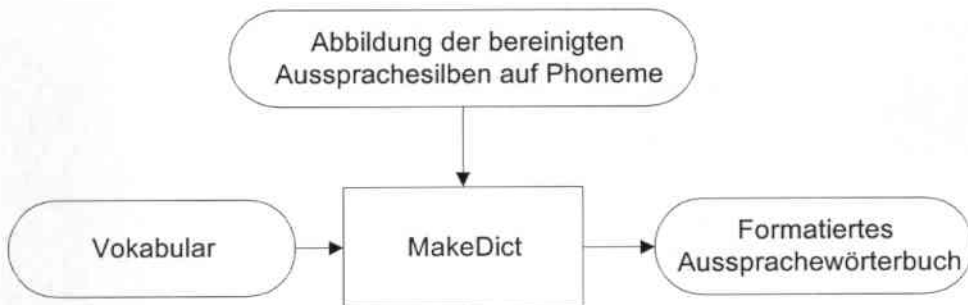 Abbildung der bereinigten
Aussprachesilben auf Phoneme
Vokabular
MakeDict
Formatiertes
Aussprachewörterbuch